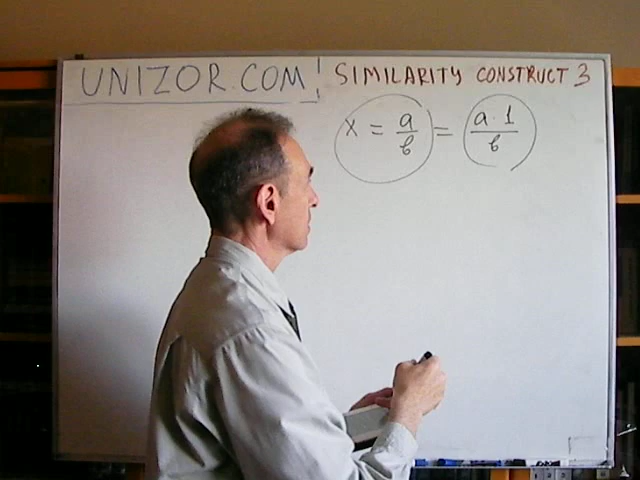 UNIZOR.COM! SIMILARITY CONSTRUCT 3
x = a/b = a·1/b